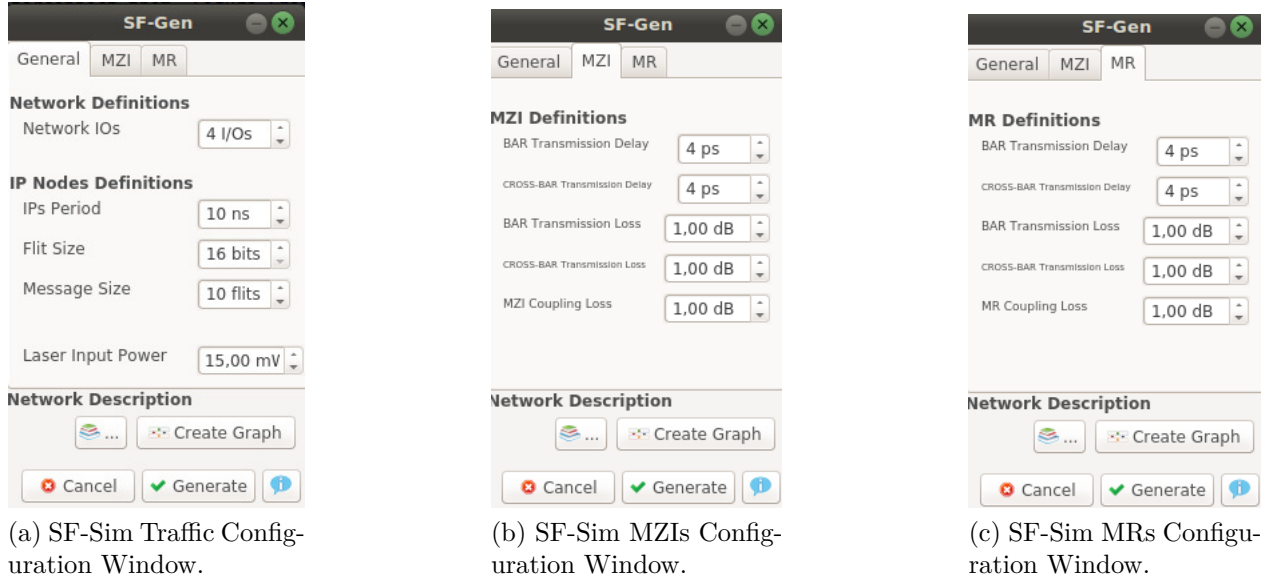 SF-Gen
General MZI MR
Network Definitions
Network IOs 4 I/Os
IP Nodes Definitions
IPs Period 10 ns
Flit Size 16 bits
Message Size 10 flits
Laser Input Power 15,00 mW
Network Description
... Create Graph
Cancel Generate
(a) SF-Sim Traffic Config-
uration Window.
SF-Gen
General MZI MR
MZI Definitions
BAR Transmission Delay 4 ps
CROSS-BAR Transmission Delay 4 ps
BAR Transmission Loss 1,00 dB
CROSS-BAR Transmission Loss 1,00 dB
MZI Coupling Loss 1,00 dB
Network Description
... Create Graph
Cancel Generate
(b) SF-Sim MZIs Config-
uration Window.
SF-Gen
General MZI MR
MR Definitions
BAR Transmission Delay 4 ps
CROSS-BAR Transmission Delay 4 ps
BAR Transmission Loss 1,00 dB
CROSS-BAR Transmission Loss 1,00 dB
MR Coupling Loss 1,00 dB
Network Description
... Create Graph
Cancel Generate
(c) SF-Sim MRs Configu-
ration Window.